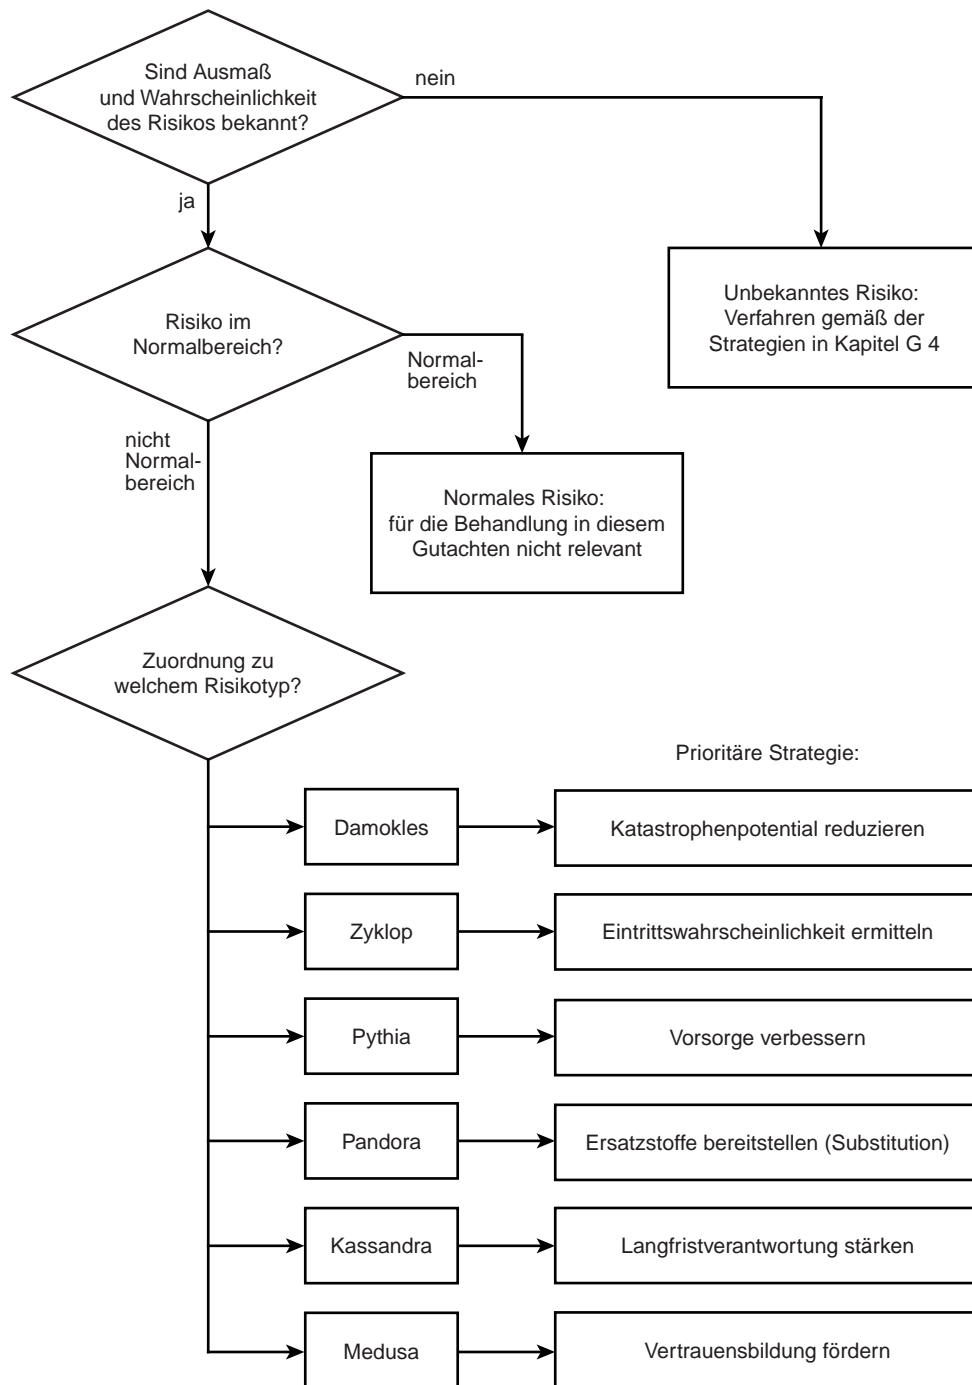 Sind Ausmaß
und Wahrscheinlichkeit
des Risikos bekannt?
nein
ja
Unbekanntes Risiko:
Verfahren gemäß der
Strategien in Kapitel G 4
Risiko im
Normalbereich?
Normal-
bereich
nicht
Normal-
bereich
Normales Risiko:
für die Behandlung in diesem
Gutachten nicht relevant
Zuordnung zu
welchem Risikotyp?
Prioritäre Strategie:
Damokles
Katastrophenpotential reduzieren
Zyklop
Eintrittswahrscheinlichkeit ermitteln
Pythia
Vorsorge verbessern
Pandora
Ersatzstoffe bereitstellen (Substitution)
Kassandra
Langfristverantwortung stärken
Medusa
Vertrauensbildung fördern